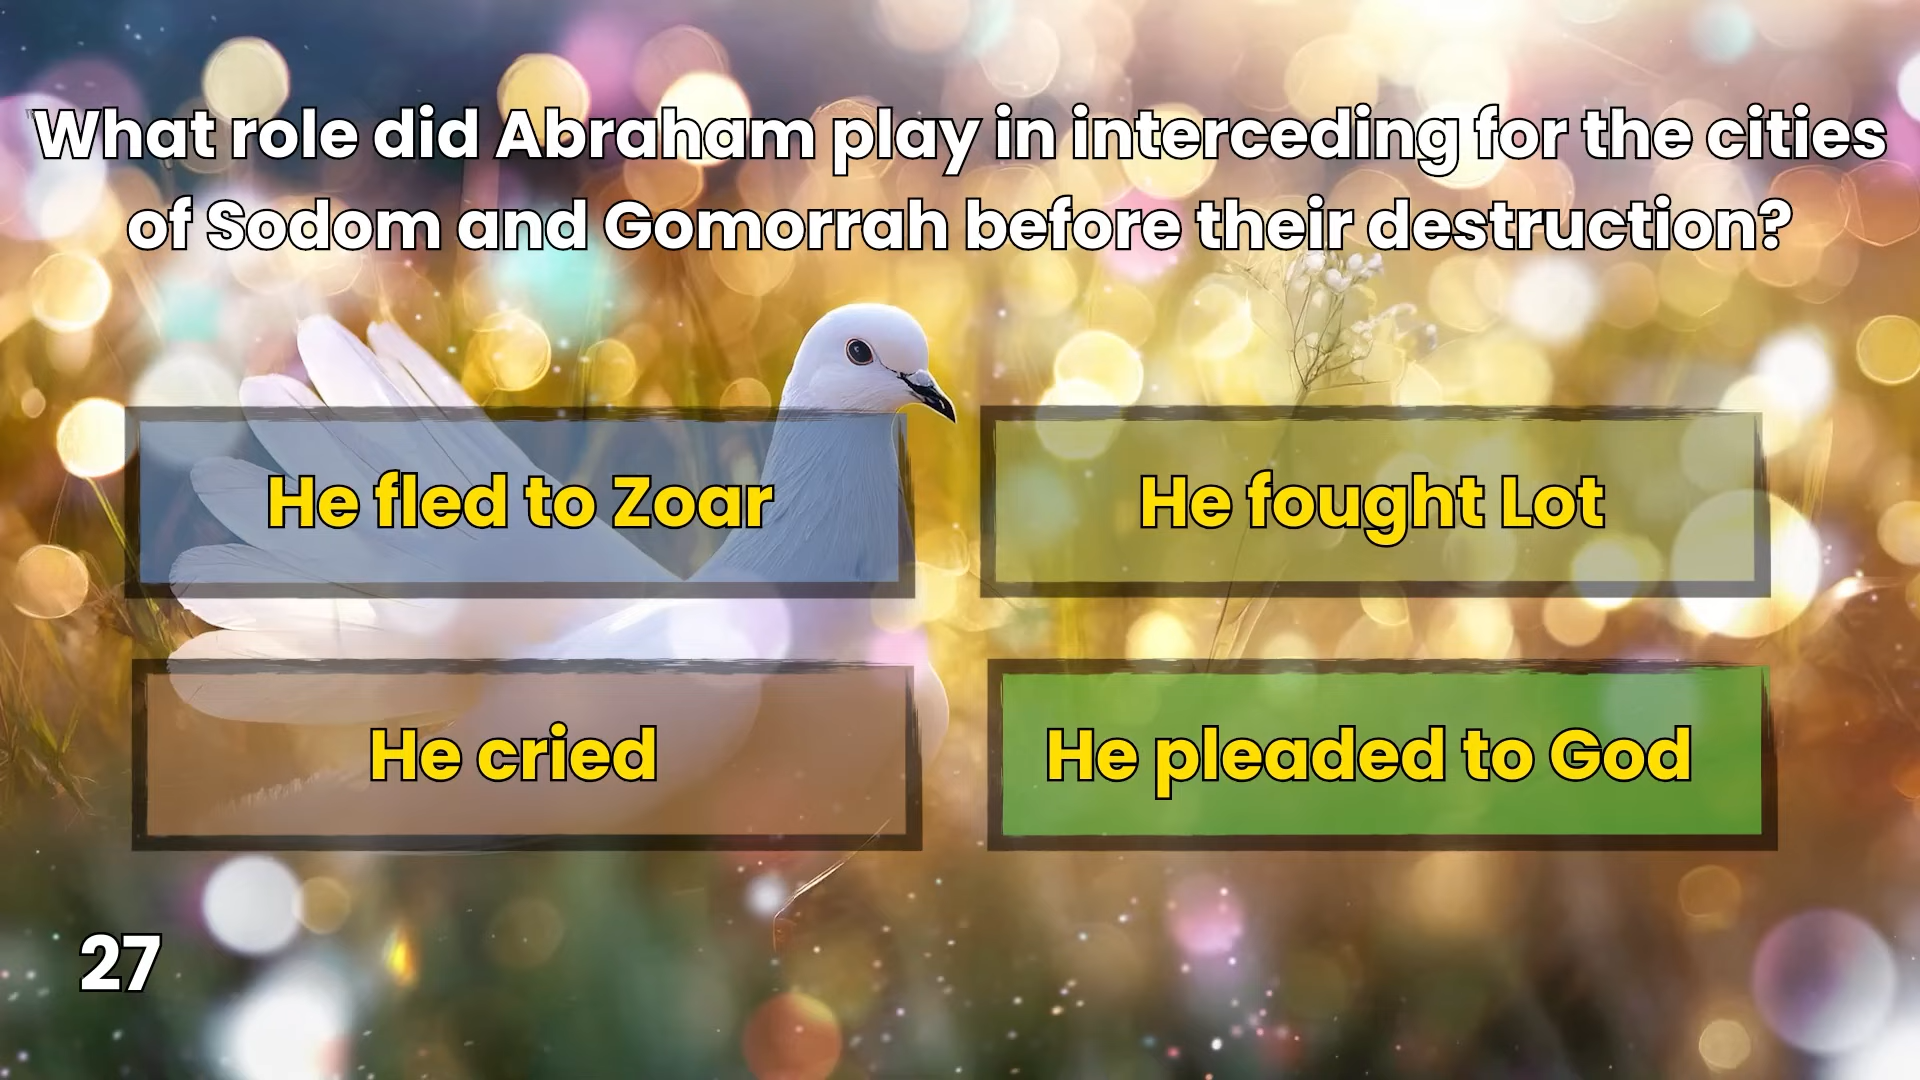 What role did Abraham play in interceding for the cities
of Sodom and Gomorrah before their destruction?
He fled to Zoar
He fought Lot
He cried
He pleaded to God
27